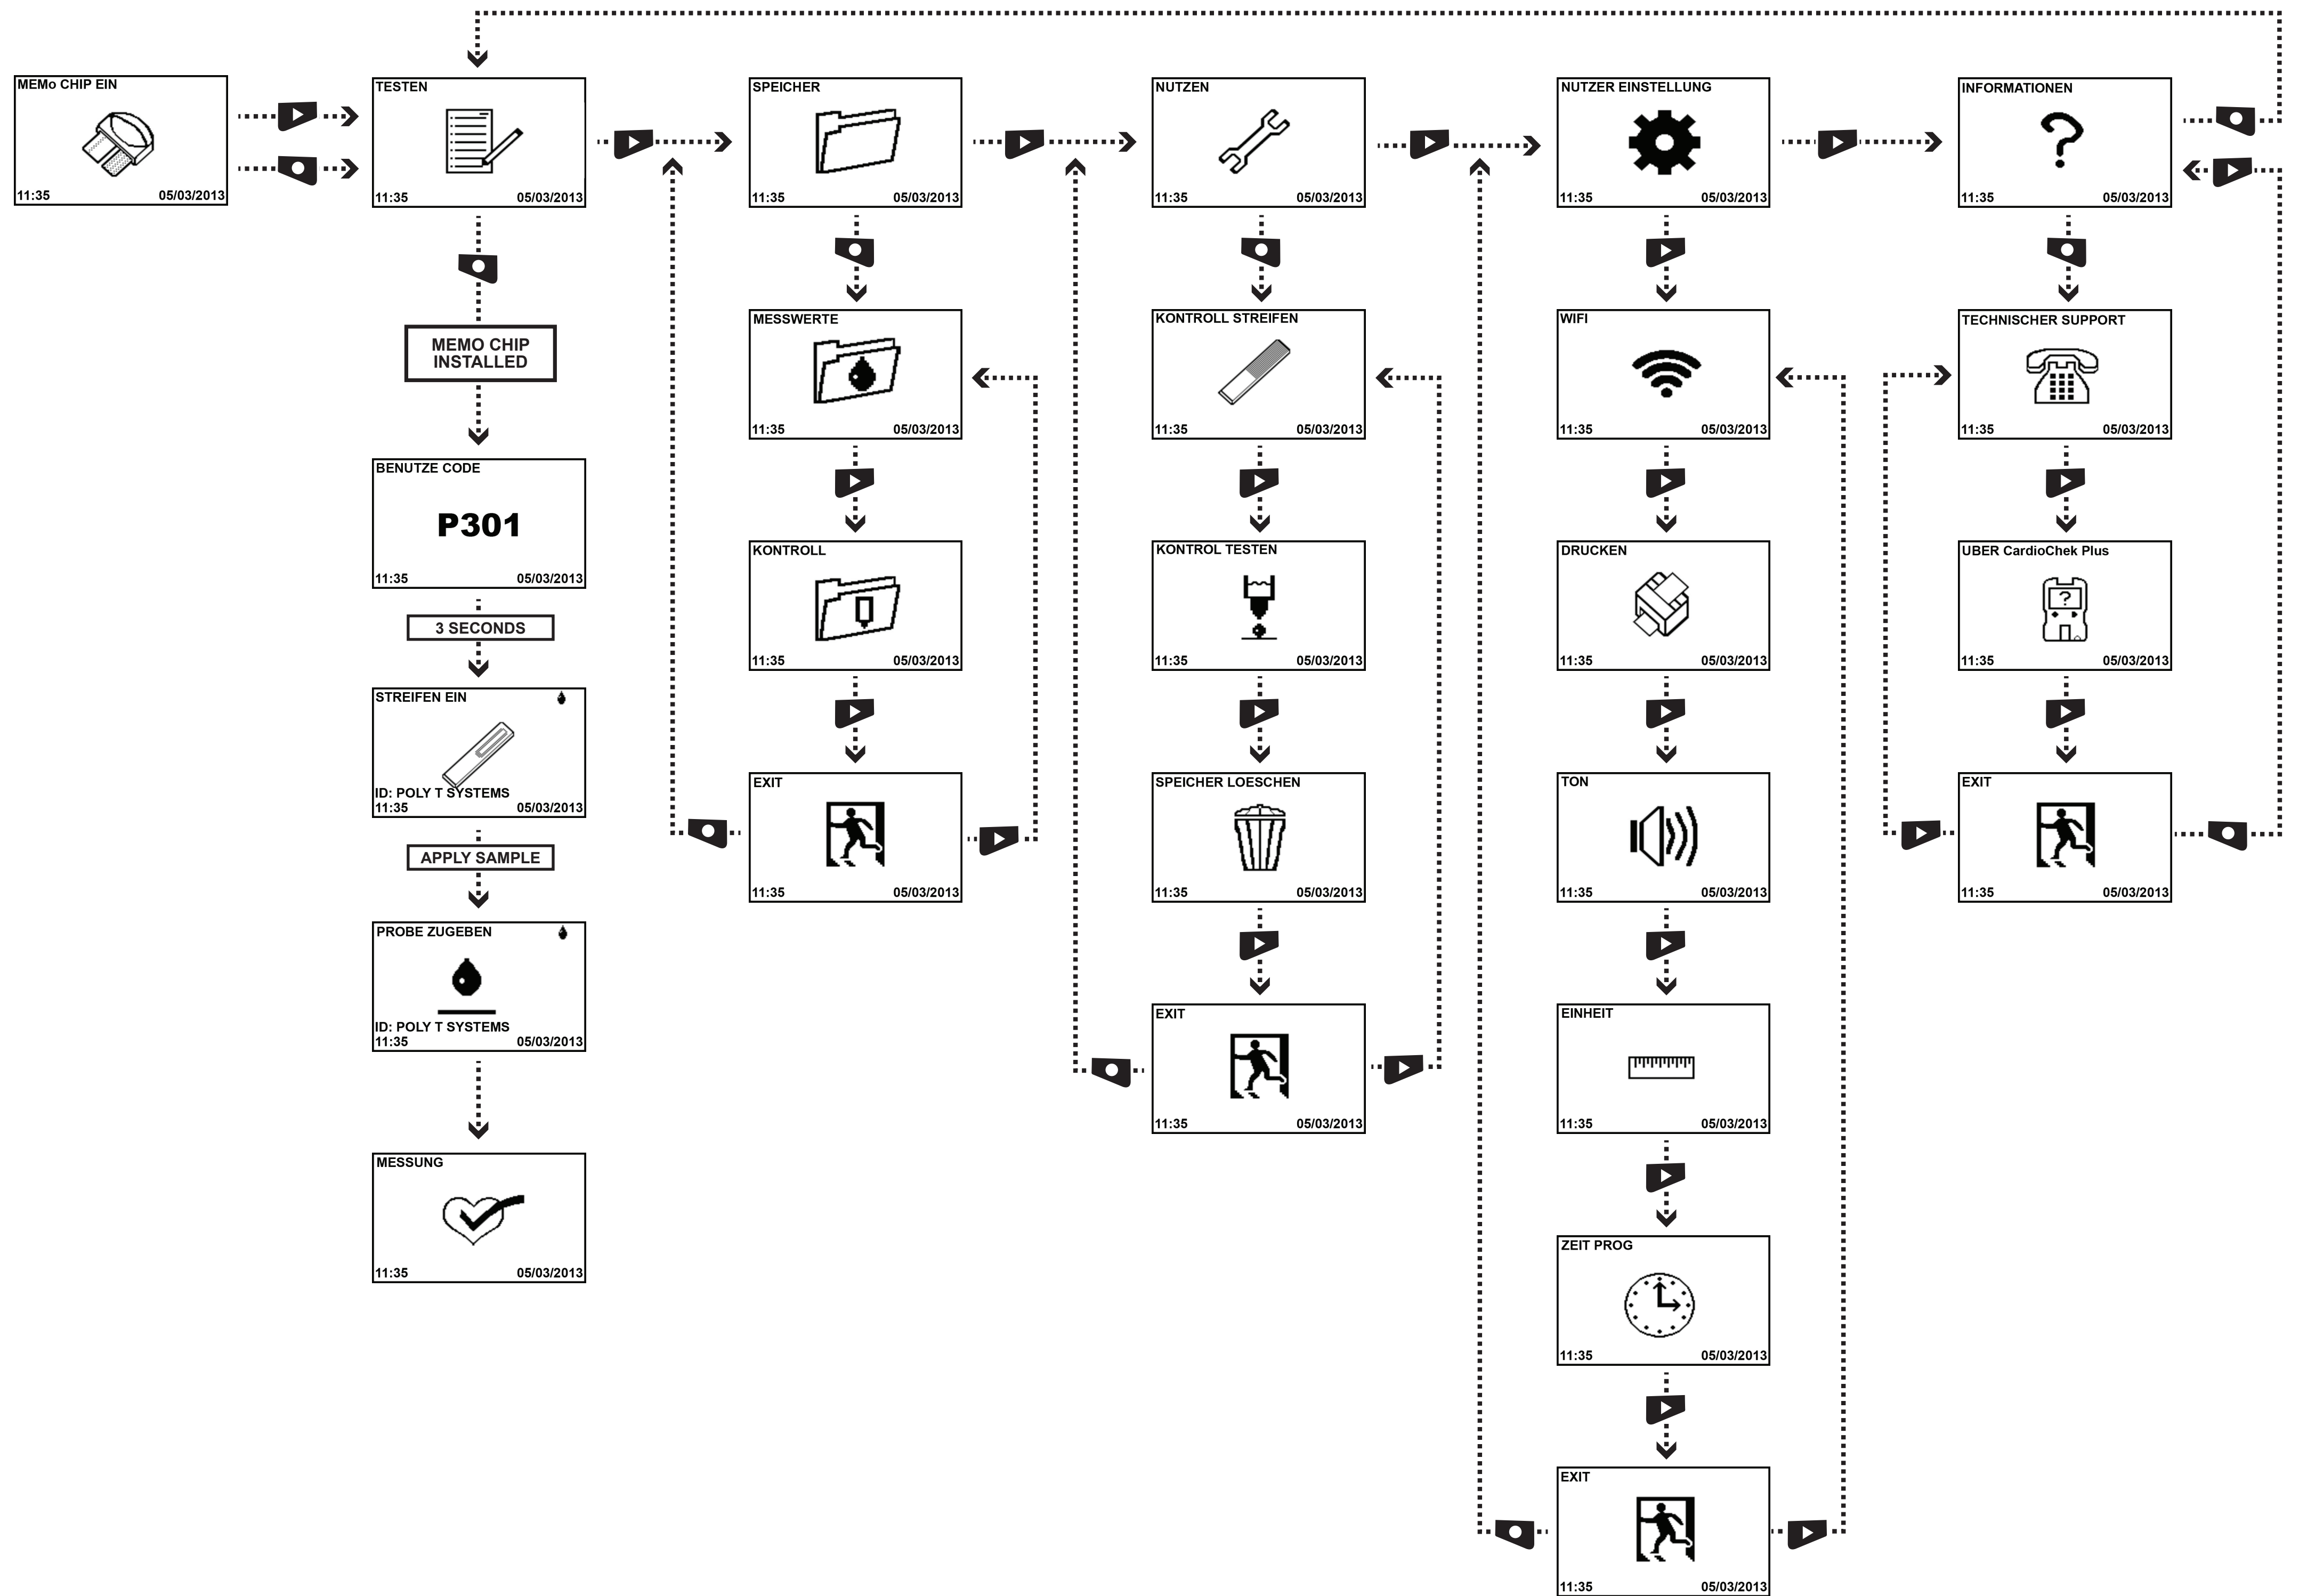 MEMo CHIP EIN
11:35 05/03/2013
TESTEN
11:35 05/03/2013
SPEICHER
11:35 05/03/2013
NUTZEN
11:35 05/03/2013
NUTZER EINSTELLUNG
11:35 05/03/2013
INFORMATIONEN
?
11:35 05/03/2013
MEMO CHIP
INSTALLED
BENUTZE CODE
P301
11:35 05/03/2013
3 SECONDS
STREIFEN EIN
ID: POLY T SYSTEMS
11:35 05/03/2013
APPLY SAMPLE
PROBE ZUGEBEN
ID: POLY T SYSTEMS
11:35 05/03/2013
MESSUNG
11:35 05/03/2013
MESSWERTE
11:35 05/03/2013
KONTROLL
11:35 05/03/2013
EXIT
11:35 05/03/2013
KONTROLL STREIFEN
11:35 05/03/2013
KONTROL TESTEN
11:35 05/03/2013
SPEICHER LOESCHEN
11:35 05/03/2013
EXIT
11:35 05/03/2013
WIFI
11:35 05/03/2013
DRUCKEN
11:35 05/03/2013
TON
11:35 05/03/2013
EINHEIT
11:35 05/03/2013
ZEIT PROG
11:35 05/03/2013
EXIT
11:35 05/03/2013
TECHNISCHER SUPPORT
11:35 05/03/2013
UBER CardioChek Plus
?
11:35 05/03/2013
EXIT
11:35 05/03/2013